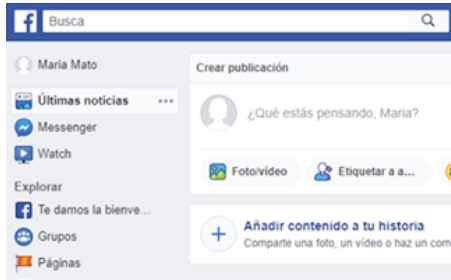 f Busca
Maria Mato
Últimas noticias
Messenger
Watch
Explorar
f Te damos la bienve...
Grupos
Páginas
Crear publicación
¿Qué estás pensando, Maria?
Foto/vídeo Etiquetar a a...
Añadir contenido a tu historia
Comparte una foto, un vídeo o haz un com